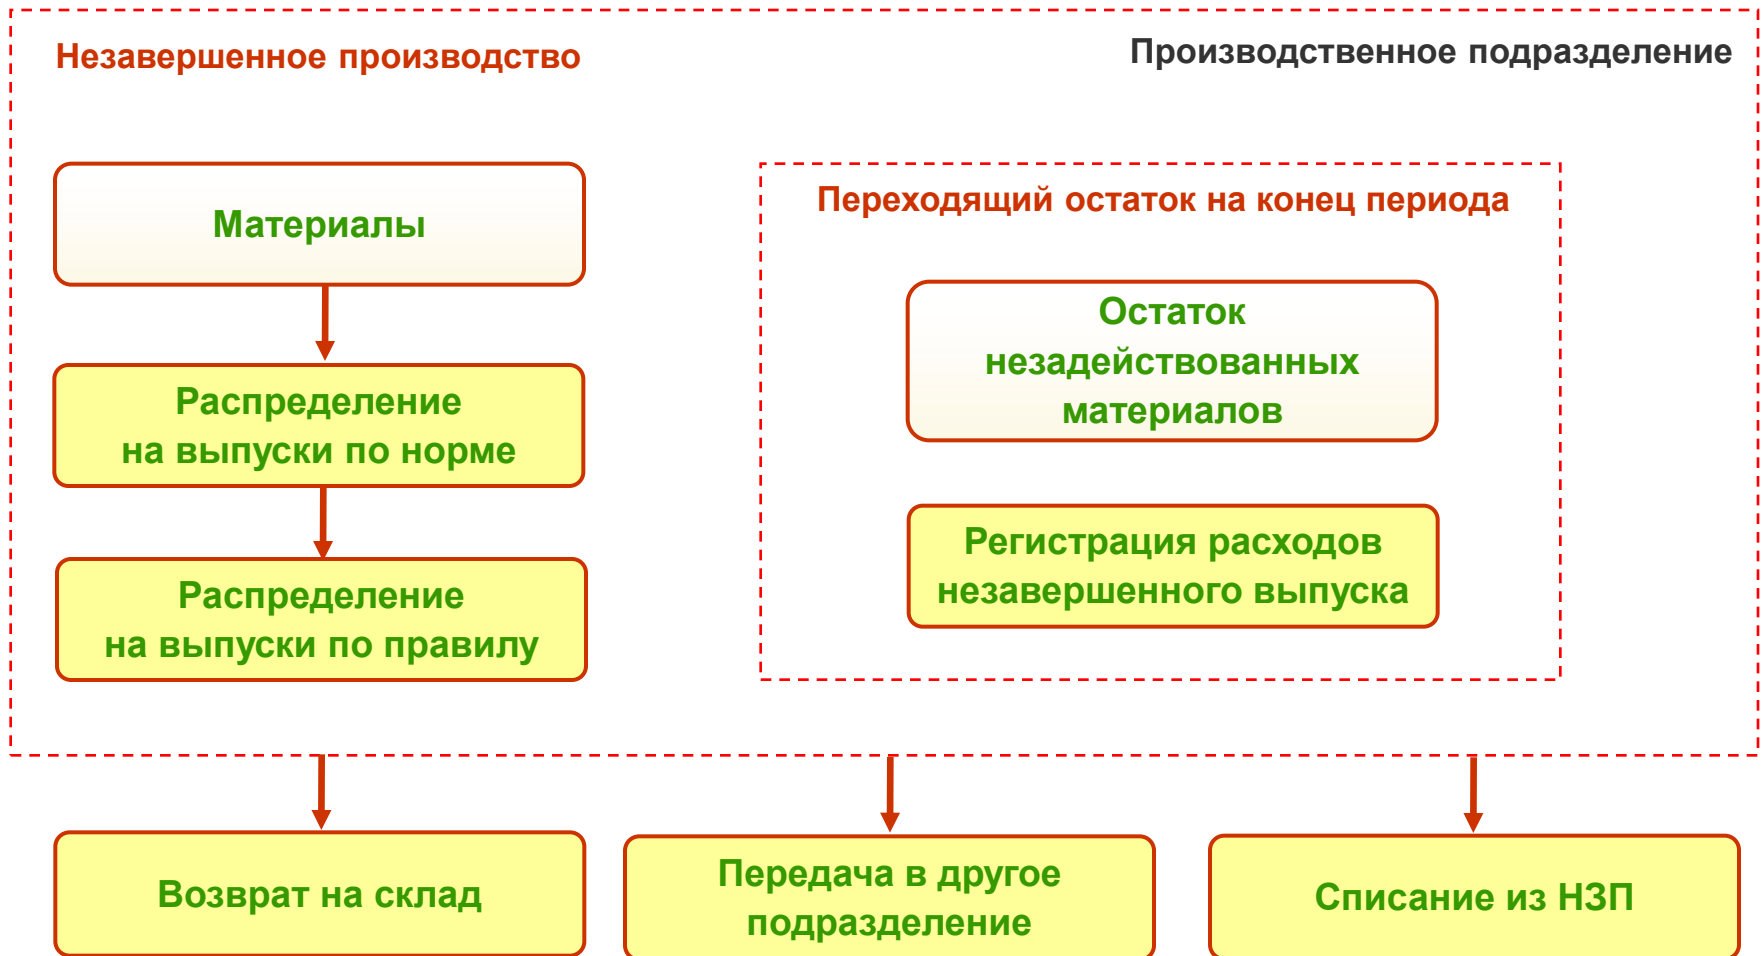 Незавершенное производство
Производственное подразделение
Материалы
Распределение
на выпуски по норме
Распределение
на выпуски по правилу
Переходящий остаток на конец периода
Остаток
незадействованных
материалов
Регистрация расходов
незавершенного выпуска
Возврат на склад
Передача в другое
подразделение
Списание из НЗП